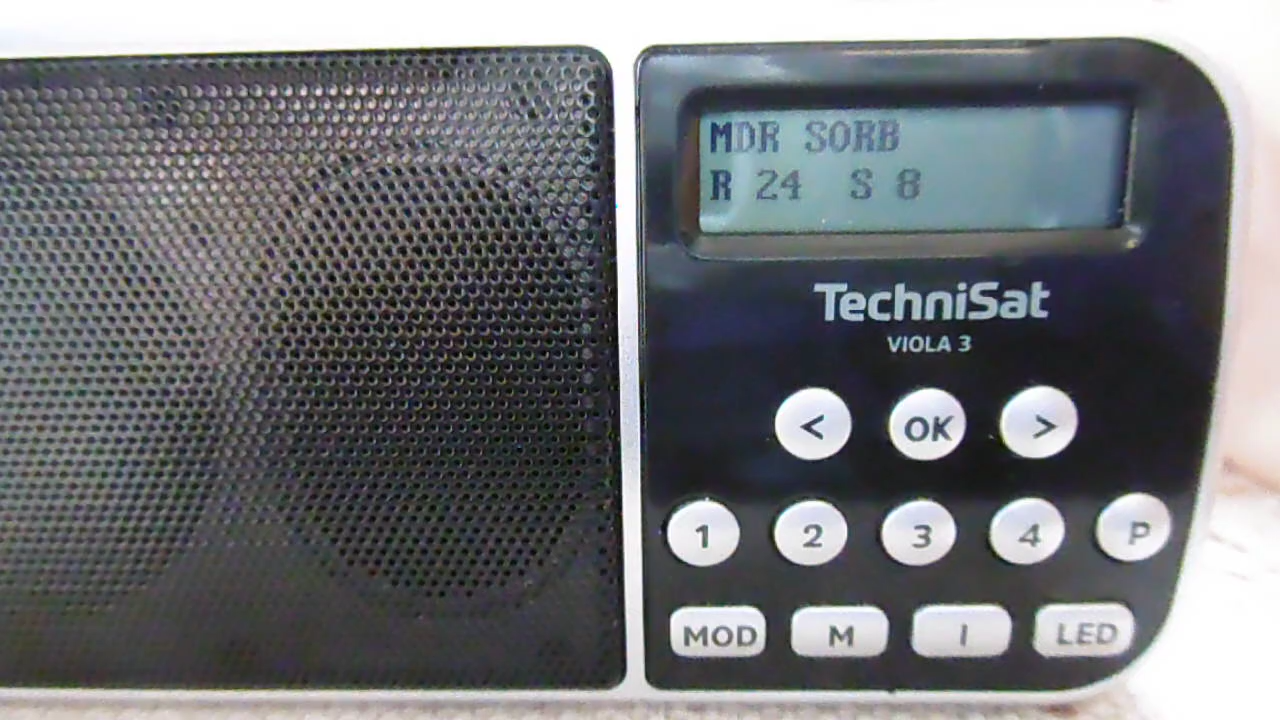 MDR SORB
R 24 S 8
TechniSat
VIOLA 3
< OK >
1 2 3 4 P
MOD M I LED